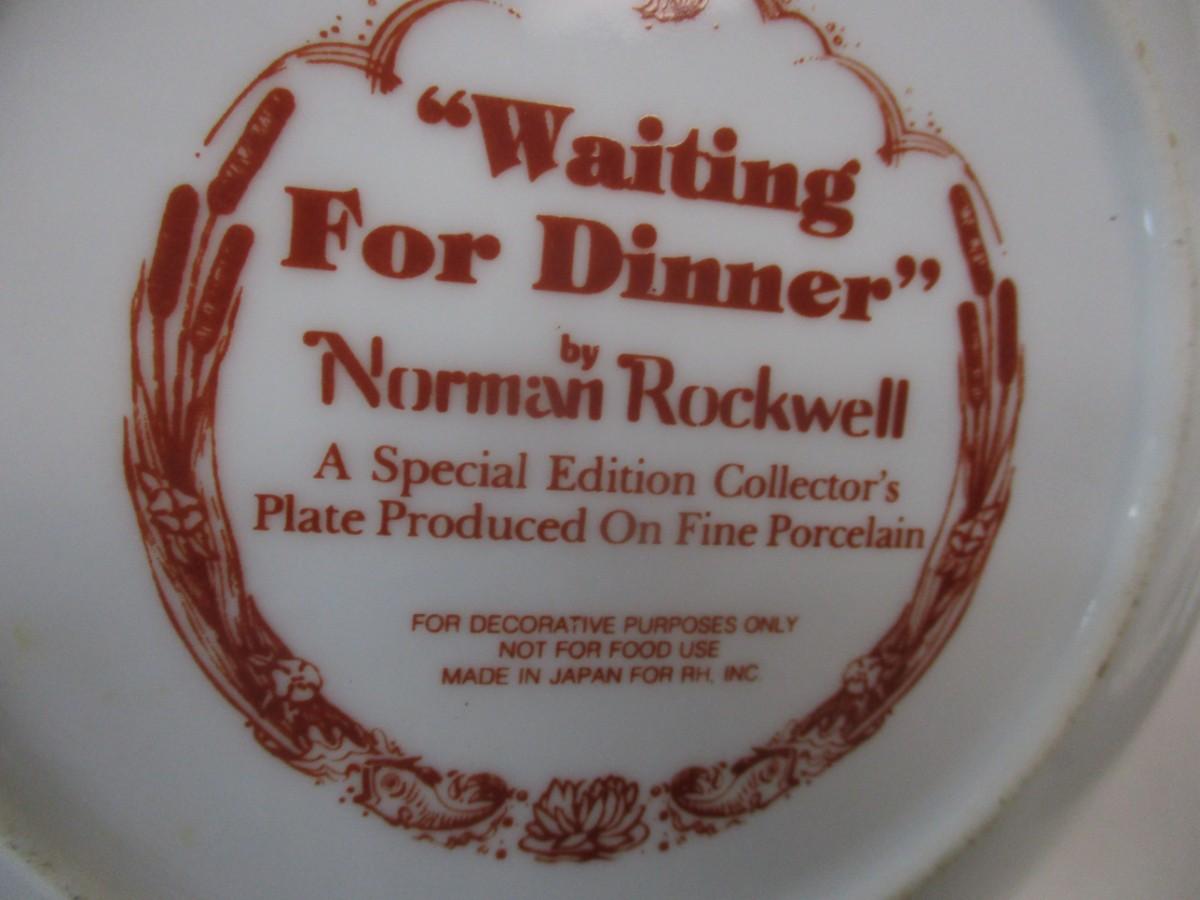 “Waiting
For Dinner”
by
Norman Rockwell
A Special Edition Collector's
Plate Produced On Fine Porcelain
FOR DECORATIVE PURPOSES ONLY
NOT FOR FOOD USE
MADE IN JAPAN FOR RH, INC.